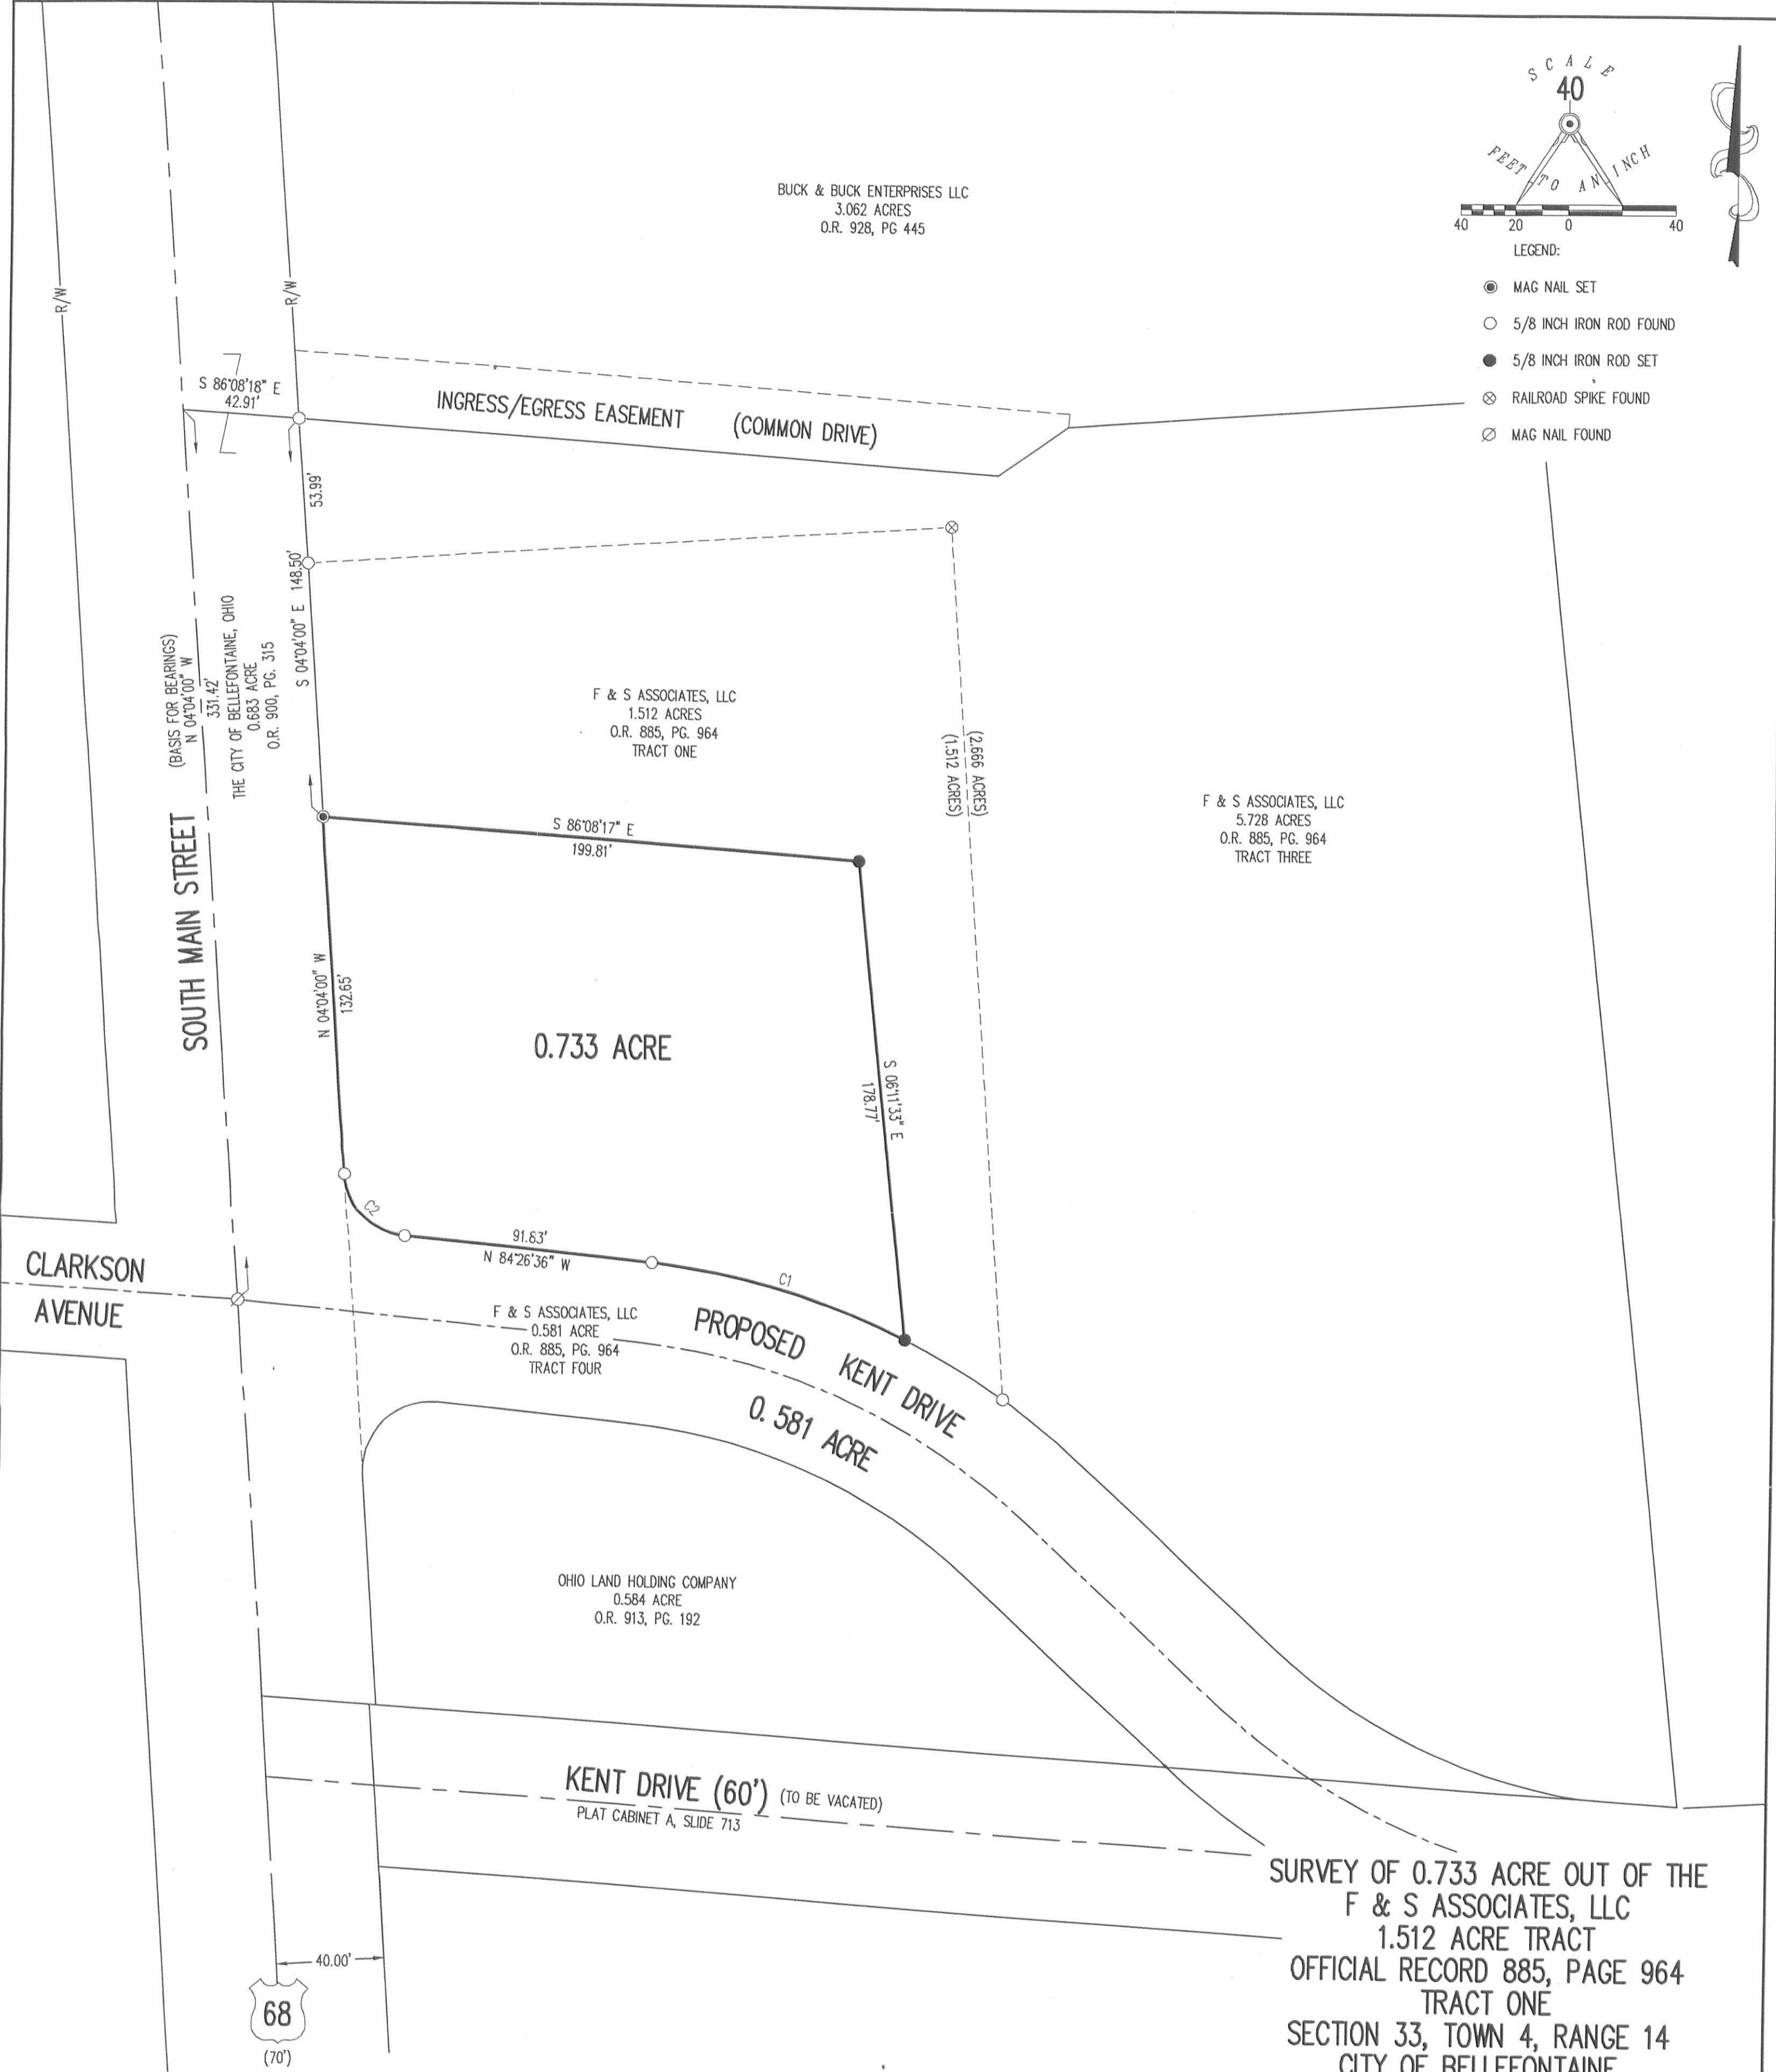 SCALE
40
FEET TO AN INCH
40 20 0 40
LEGEND:
MAG NAIL SET
5/8 INCH IRON ROD FOUND
5/8 INCH IRON ROD SET
RAILROAD SPIKE FOUND
MAG NAIL FOUND
BUCK & BUCK ENTERPRISES LLC
3.062 ACRES
O.R. 928, PG 445
R/W
R/W
S 86°08'18" E
42.91'
INGRESS/EGRESS EASEMENT (COMMON DRIVE)
53.99'
S 04°04'00" E 148.50'
(BASIS FOR BEARINGS)
N 04°04'00" W
331.42'
THE CITY OF BELLEFONTAINE, OHIO
0.683 ACRE
O.R. 900, PG. 315
SOUTH MAIN STREET
F & S ASSOCIATES, LLC
1.512 ACRES
O.R. 885, PG. 964
TRACT ONE
(2.666 ACRES)
(1.512 ACRES)
F & S ASSOCIATES, LLC
5.728 ACRES
O.R. 885, PG. 964
TRACT THREE
S 86°08'17" E
199.81'
N 04°04'00" W
132.65'
0.733 ACRE
S 06°11'33" E
178.77'
C2
91.63'
N 84°26'36" W
C1
CLARKSON
AVENUE
F & S ASSOCIATES, LLC
0.581 ACRE
O.R. 885, PG. 964
TRACT FOUR
PROPOSED KENT DRIVE
0.581 ACRE
OHIO LAND HOLDING COMPANY
0.584 ACRE
O.R. 913, PG. 192
KENT DRIVE (60') (TO BE VACATED)
PLAT CABINET A, SLIDE 713
40.00'
68
(70')
SURVEY OF 0.733 ACRE OUT OF THE
F & S ASSOCIATES, LLC
1.512 ACRE TRACT
OFFICIAL RECORD 885, PAGE 964
TRACT ONE
SECTION 33, TOWN 4, RANGE 14
CITY OF BELLEFONTAINE